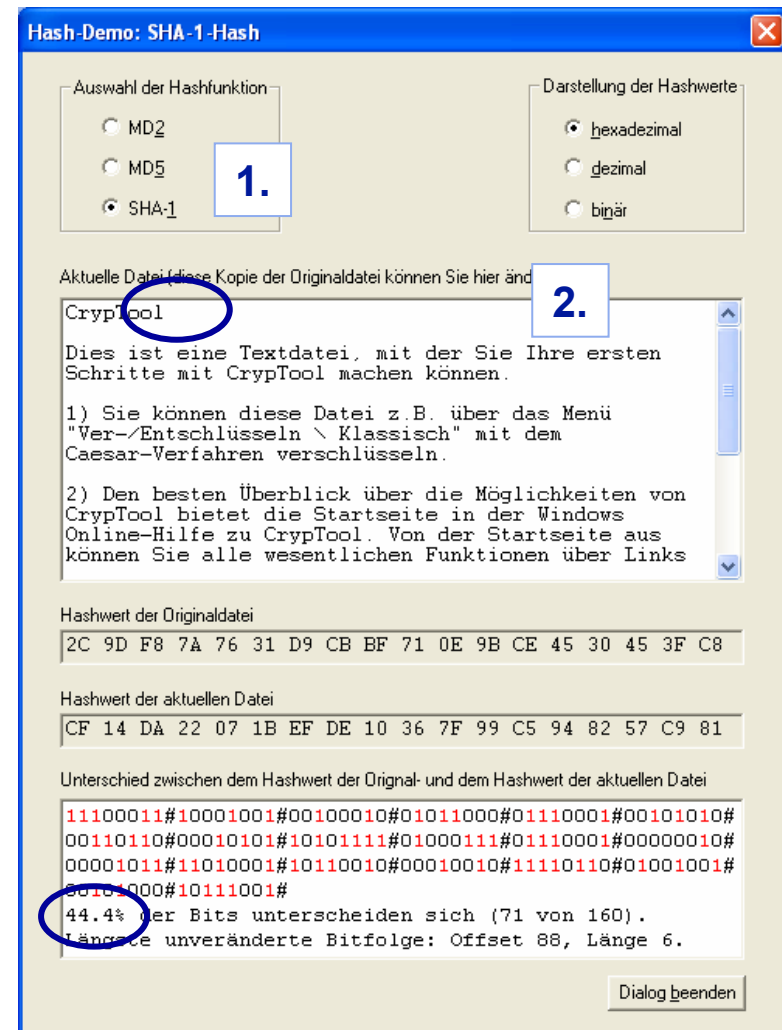 Hash-Demo: SHA-1-Hash
Auswahl der Hashfunktion
MD2
MD5
SHA-1
1.
Darstellung der Hashwerte
hexadezimal
dezimal
binär
Aktuelle Datei (diese Kopie der Originaldatei können Sie hier änd
2.
CrypTool
Dies ist eine Textdatei, mit der Sie Ihre ersten
Schritte mit CrypTool machen können.
1) Sie können diese Datei z.B. über das Menü
"Ver-/Entschlüsseln \ Klassisch" mit dem
Caesar-Verfahren verschlüsseln.
2) Den besten Überblick über die Möglichkeiten von
CrypTool bietet die Startseite in der Windows
Online-Hilfe zu CrypTool. Von der Startseite aus
können Sie alle wesentlichen Funktionen über Links
Hashwert der Originaldatei
2C 9D F8 7A 76 31 D9 CB BF 71 0E 9B CE 45 30 45 3F C8
Hashwert der aktuellen Datei
CF 14 DA 22 07 1B EF DE 10 36 7F 99 C5 94 82 57 C9 81
Unterschied zwischen dem Hashwert der Orignal- und dem Hashwert der aktuellen Datei
11100011#10001001#00100010#01011000#01110001#00101010#
00110110#00010101#10101111#01000111#01110001#00000010#
00001011#11010001#10110010#00010010#11110110#01001001#
00101000#10111001#
44.4% der Bits unterscheiden sich (71 von 160).
Längste unveränderte Bitfolge: Offset 88, Länge 6.
Dialog beenden